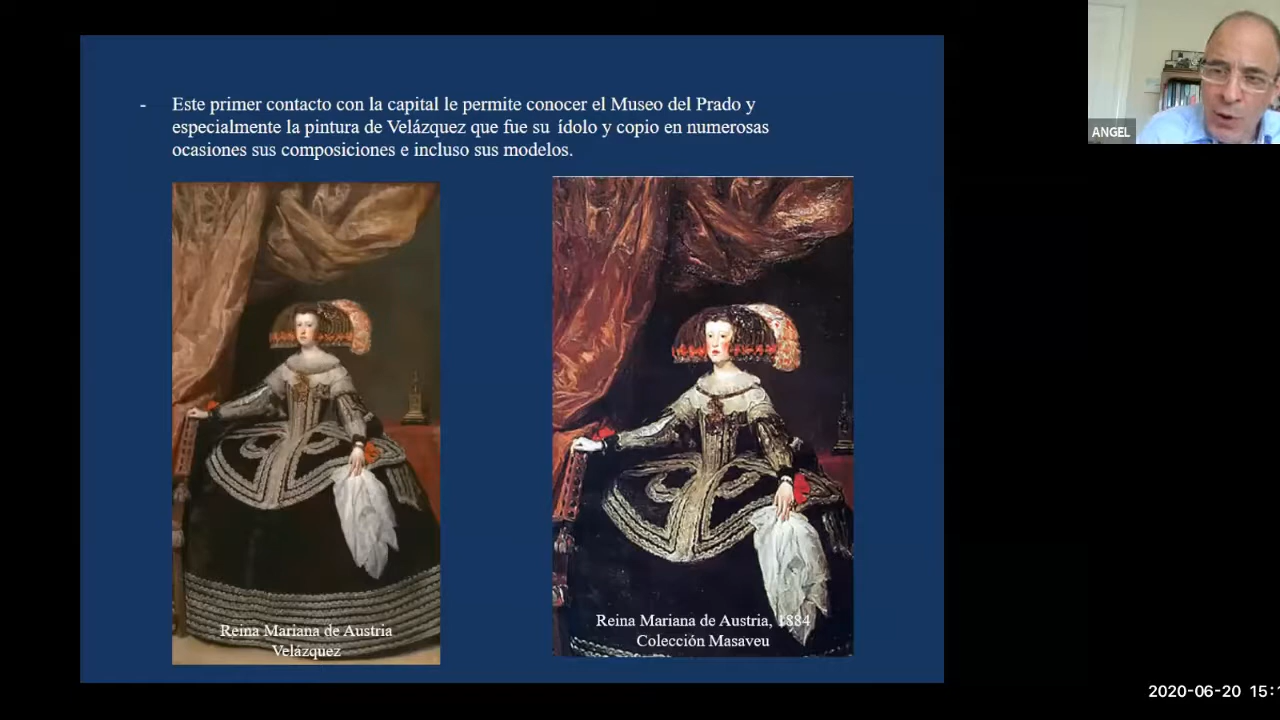 - Este primer contacto con la capital le permite conocer el Museo del Prado y
especialmente la pintura de Velázquez que fue su ídolo y copio en numerosas
ocasiones sus composiciones e incluso sus modelos.
Reina Mariana de Austria
Velázquez
Reina Mariana de Austria, 1884
Colección Masaveu
ANGEL
2020-06-20 15: